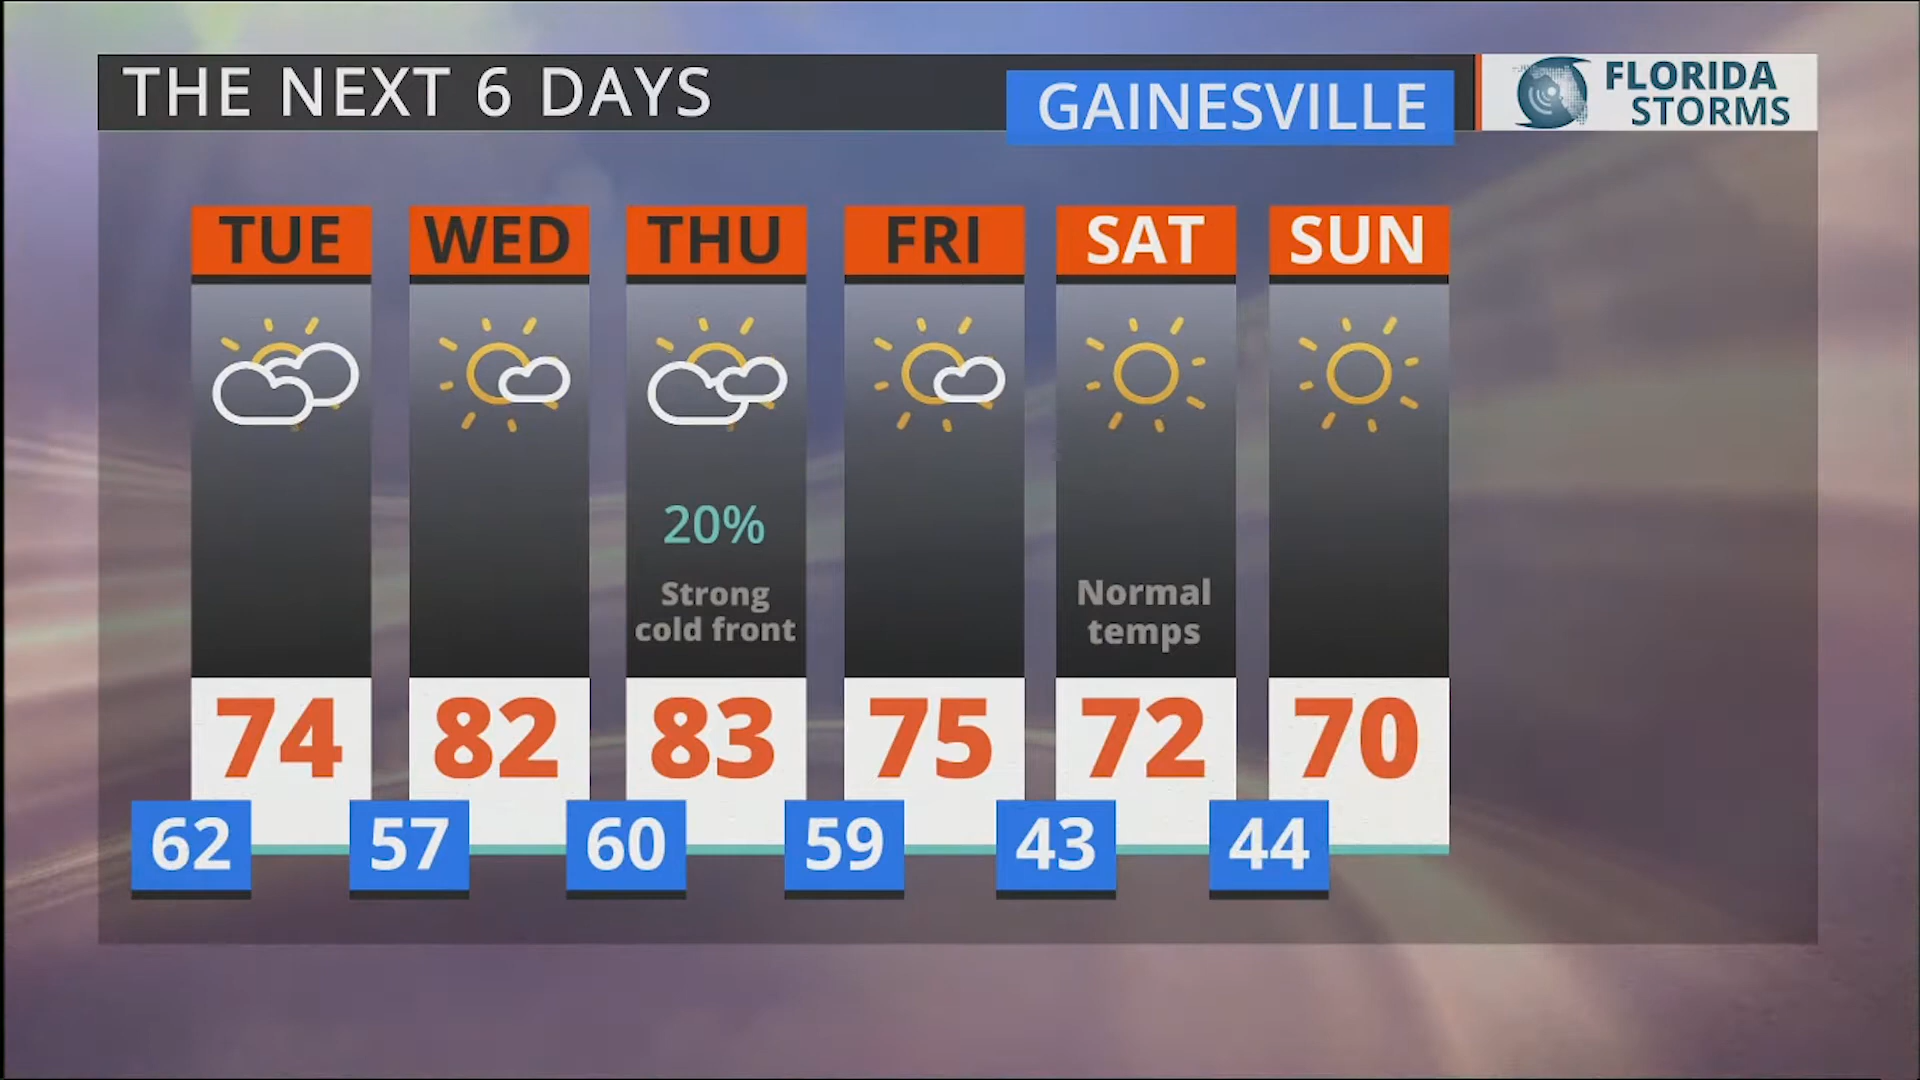 THE NEXT 6 DAYS
GAINESVILLE
FLORIDA
STORMS
TUE WED THU FRI SAT SUN
20%
Strong
cold front
Normal
temps
74 82 83 75 72 70
62 57 60 59 43 44